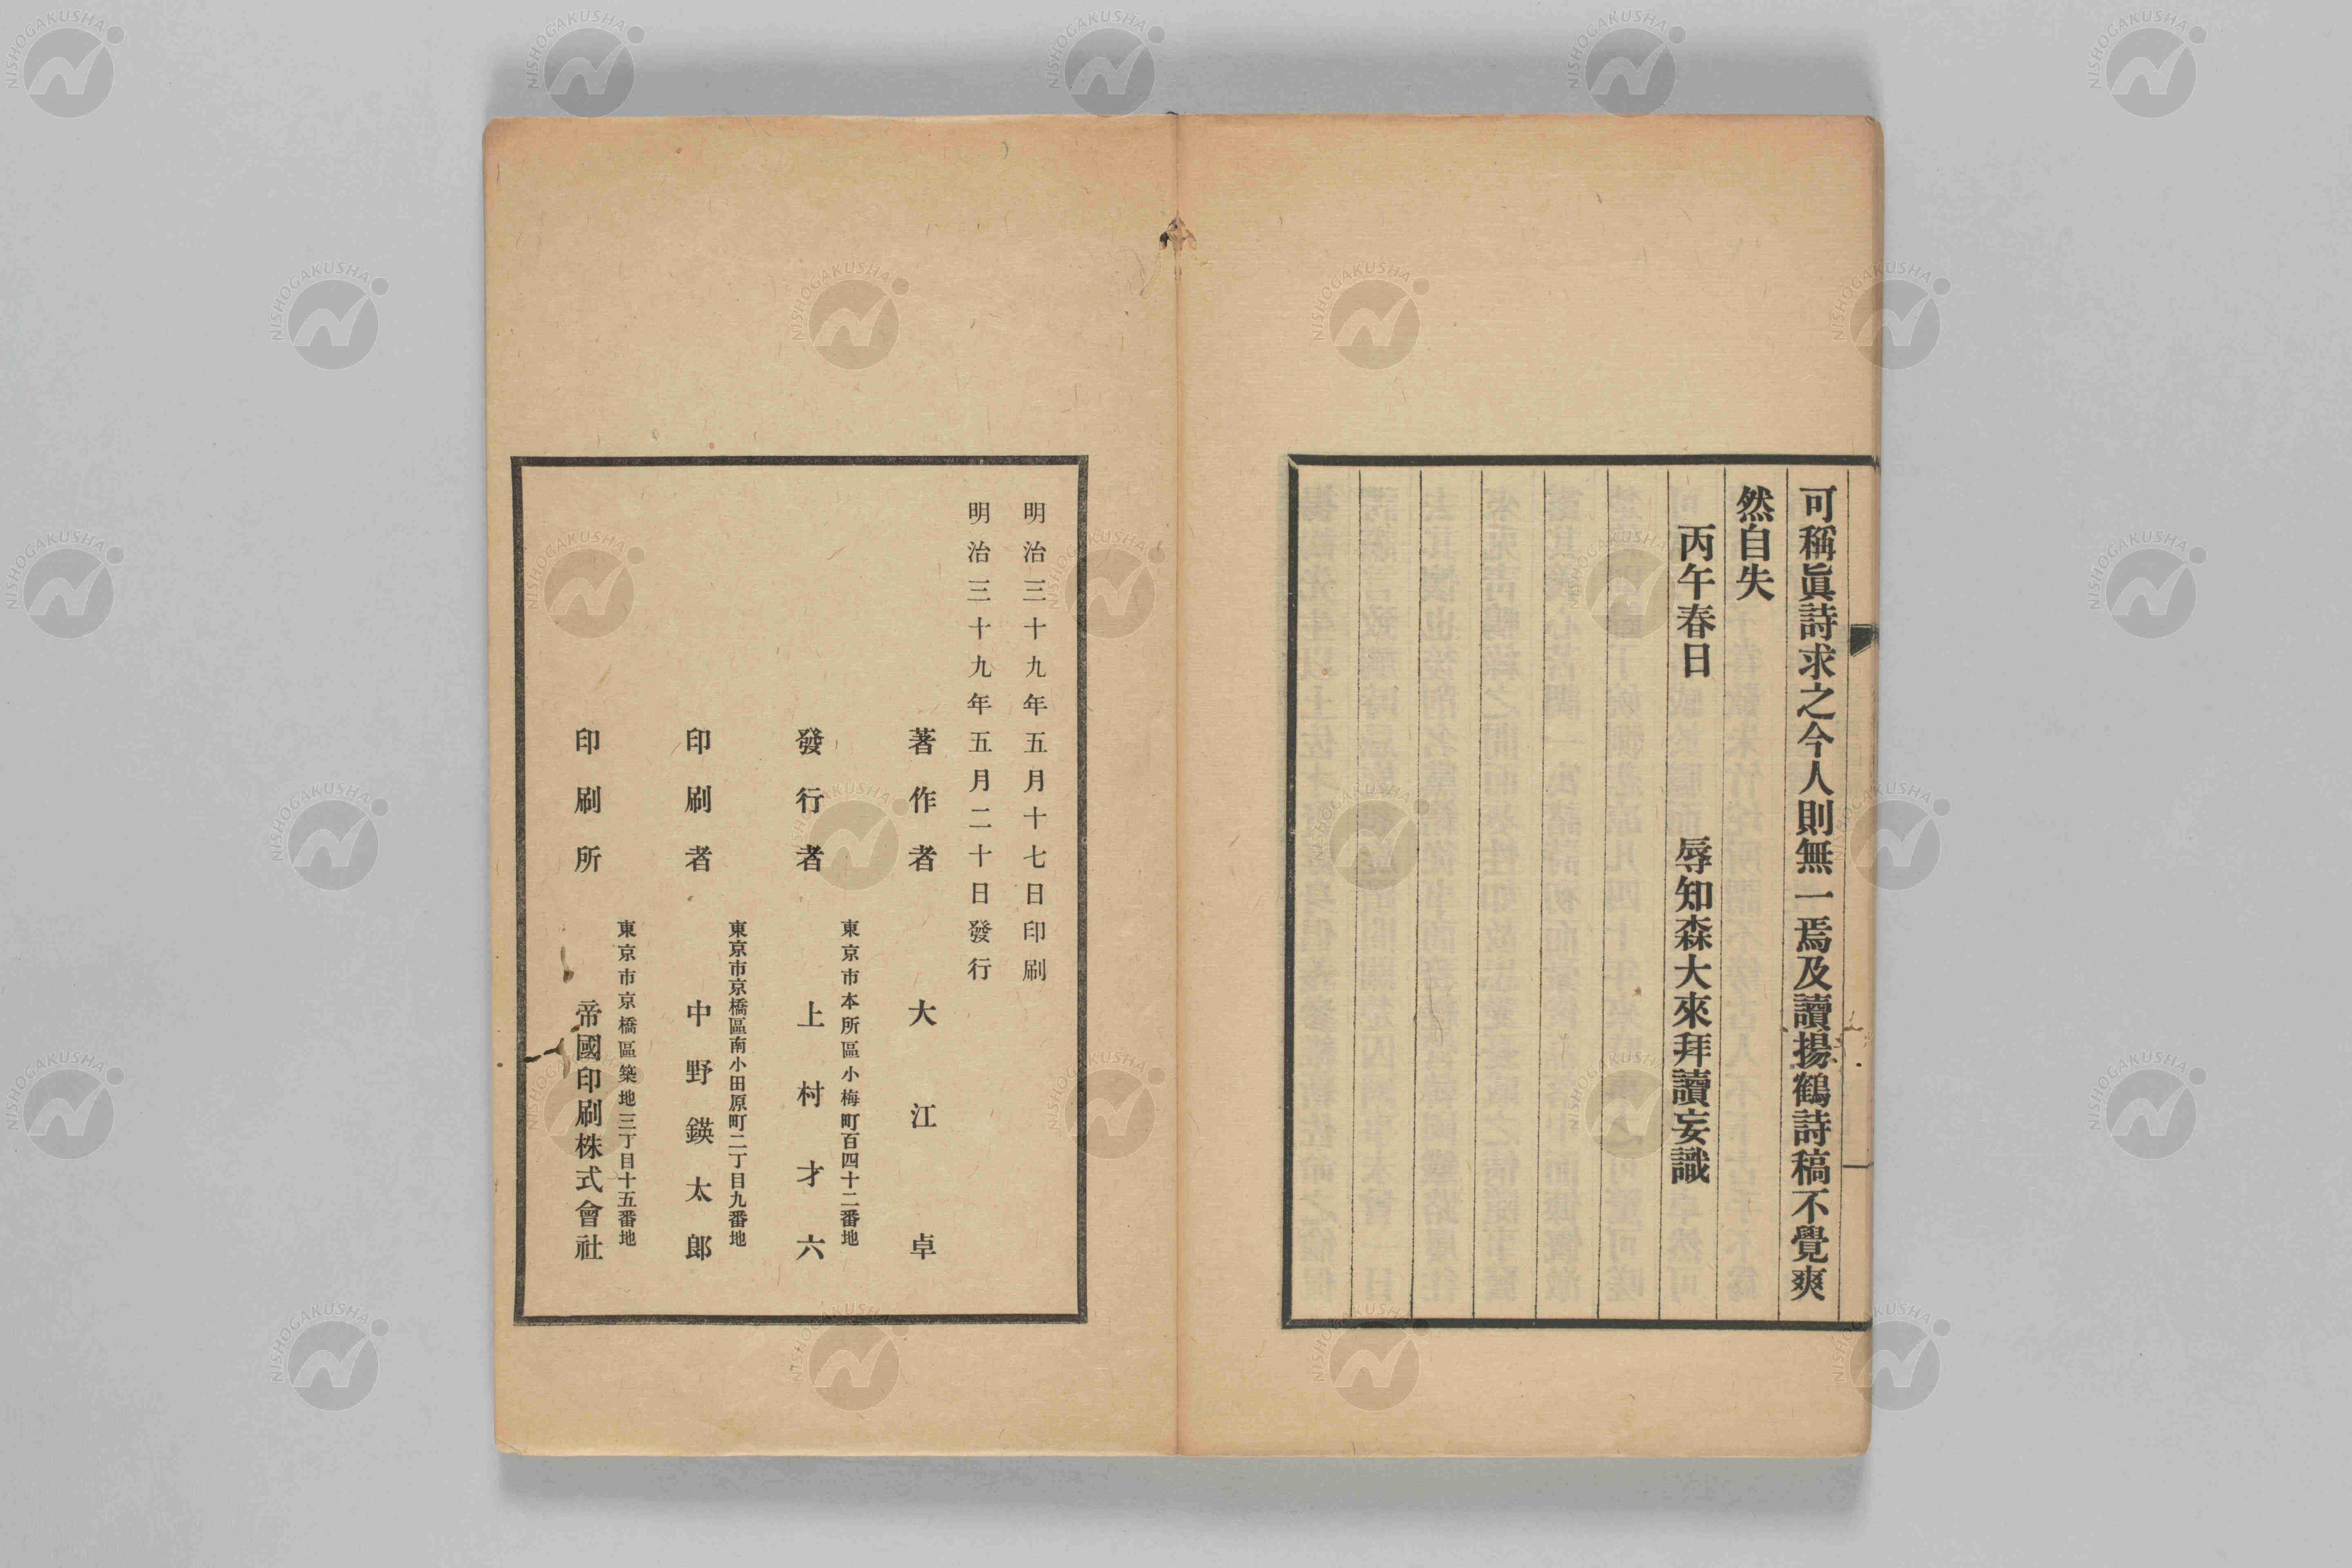 可稱眞詩求之今人則無一焉及讀揚鶴詩稿不覺爽
然自失
丙午春日　辱知森大來拜讀妄識
明治三十九年五月十七日印刷
明治三十九年五月二十日發行
著作者　大江卓
東京市本所區小梅町百四十二番地
發行者　上村才六
東京市京橋區南小田原町二丁目九番地
印刷者　中野鍈太郎
東京市京橋區築地三丁目十五番地
印刷所　帝國印刷株式會社
NISHOGAKUSHA